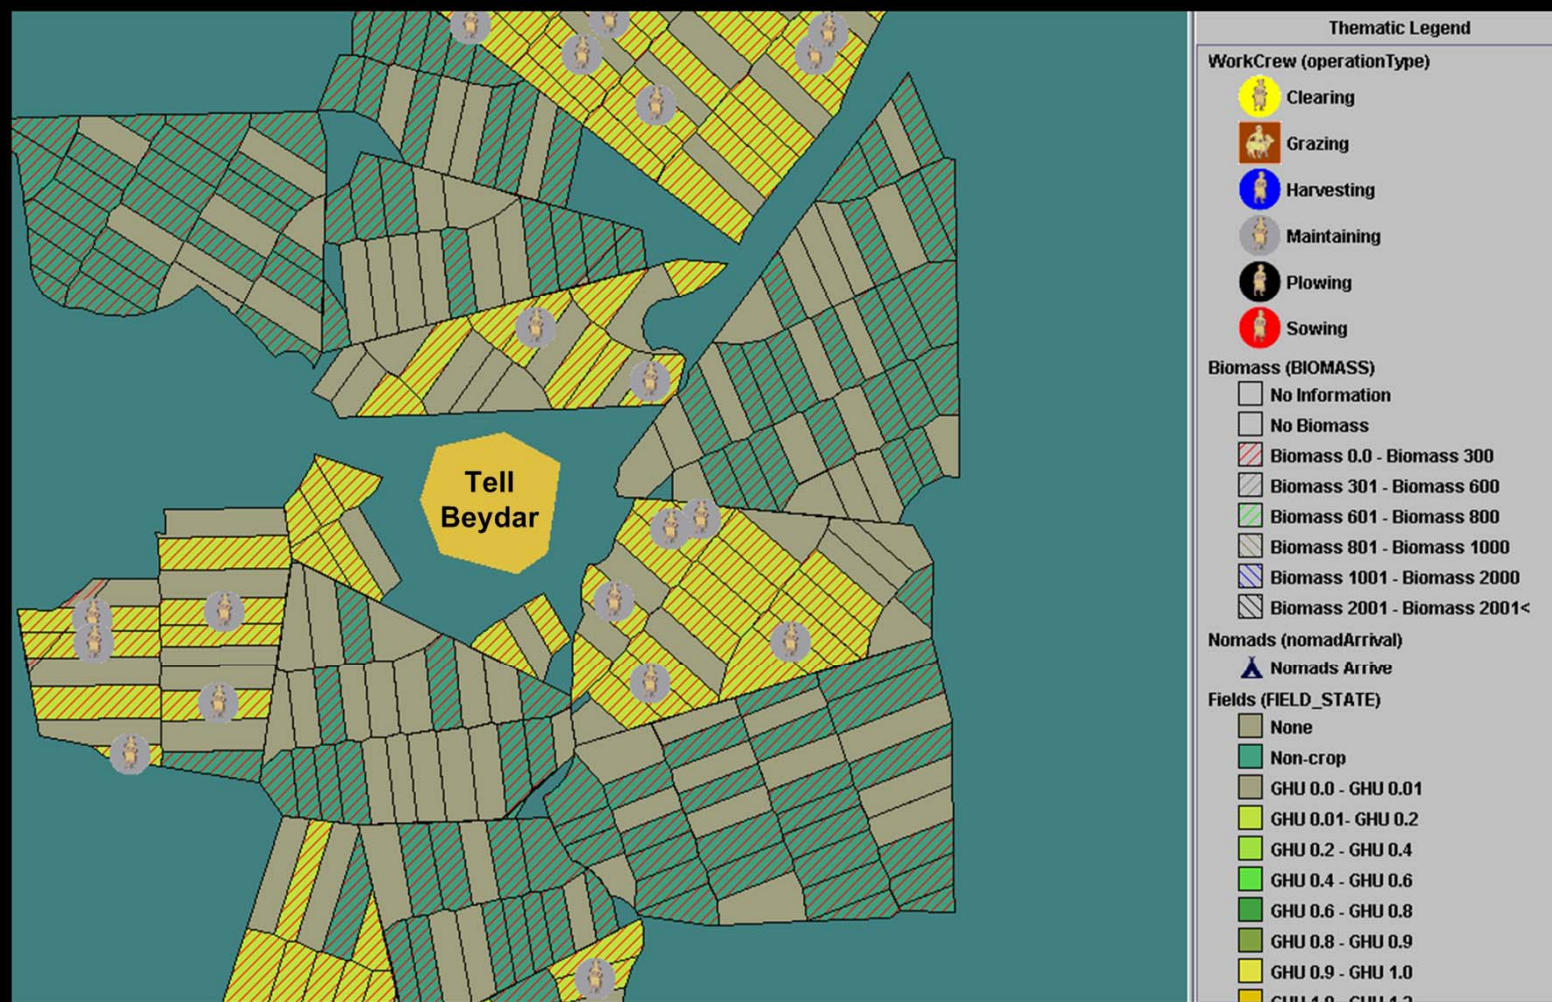 Tell
Beydar
Thematic Legend
WorkCrew (operationType)
Clearing
Grazing
Harvesting
Maintaining
Plowing
Sowing
Biomass (BIOMASS)
No Information
No Biomass
Biomass 0.0 - Biomass 300
Biomass 301 - Biomass 600
Biomass 601 - Biomass 800
Biomass 801 - Biomass 1000
Biomass 1001 - Biomass 2000
Biomass 2001 - Biomass 2001<
Nomads (nomadArrival)
Nomads Arrive
Fields (FIELD_STATE)
None
Non-crop
GHU 0.0 - GHU 0.01
GHU 0.01- GHU 0.2
GHU 0.2 - GHU 0.4
GHU 0.4 - GHU 0.6
GHU 0.6 - GHU 0.8
GHU 0.8 - GHU 0.9
GHU 0.9 - GHU 1.0